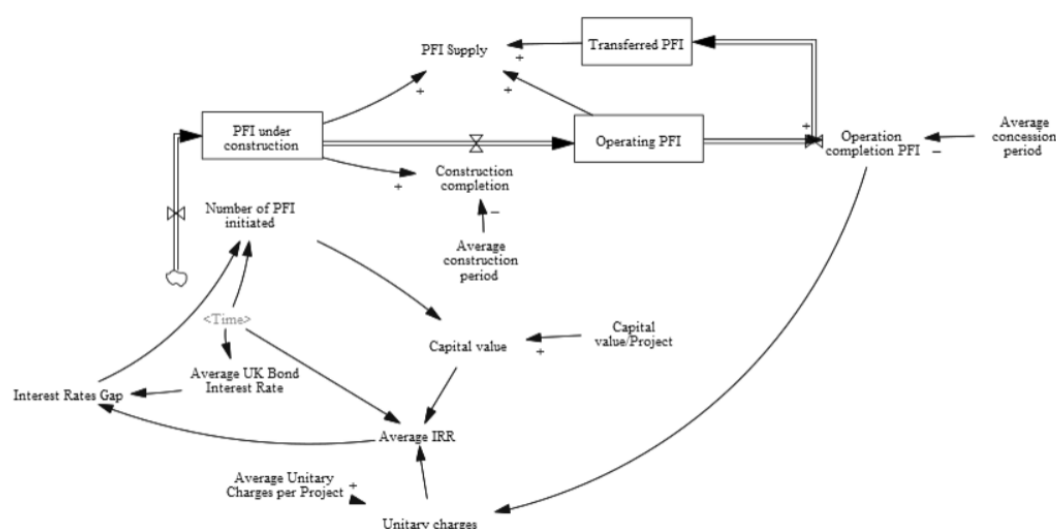 PFI Supply
+
Transferred PFI
+
+
PFI under
construction
Operating PFI
+
Operation
completion PFI
−
Average
concession
period
+
Construction
completion
−
Average
construction
period
Number of PFI
initiated
<Time>
Capital value
+
Capital
value/Project
Average UK Bond
Interest Rate
Interest Rates Gap
Average IRR
Average Unitary
Charges per Project
+
Unitary charges